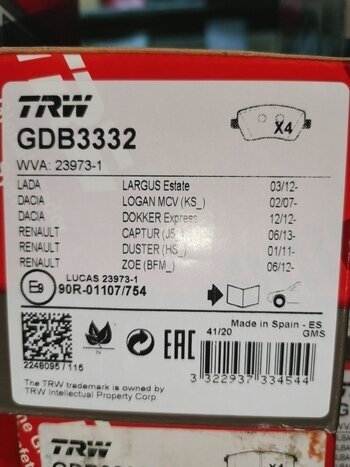 TRW
GDB3332
X4
WVA: 23973-1
LADA LARGUS Estate 03/12-
DACIA LOGAN MCV (KS_) 02/07-
DACIA DOKKER Express 12/12-
RENAULT CAPTUR (J5_) 06/13-
RENAULT DUSTER (HS_) 01/11-
RENAULT ZOE (BFM_) 06/12-
LUCAS 23973-1
90R-01107/754
2248095 / 115
EAC
41/20
Made in Spain - ES
GMS
3 322937 334544
The TRW trademark is owned by
TRW Intellectual Property Corp.
TRW
X4